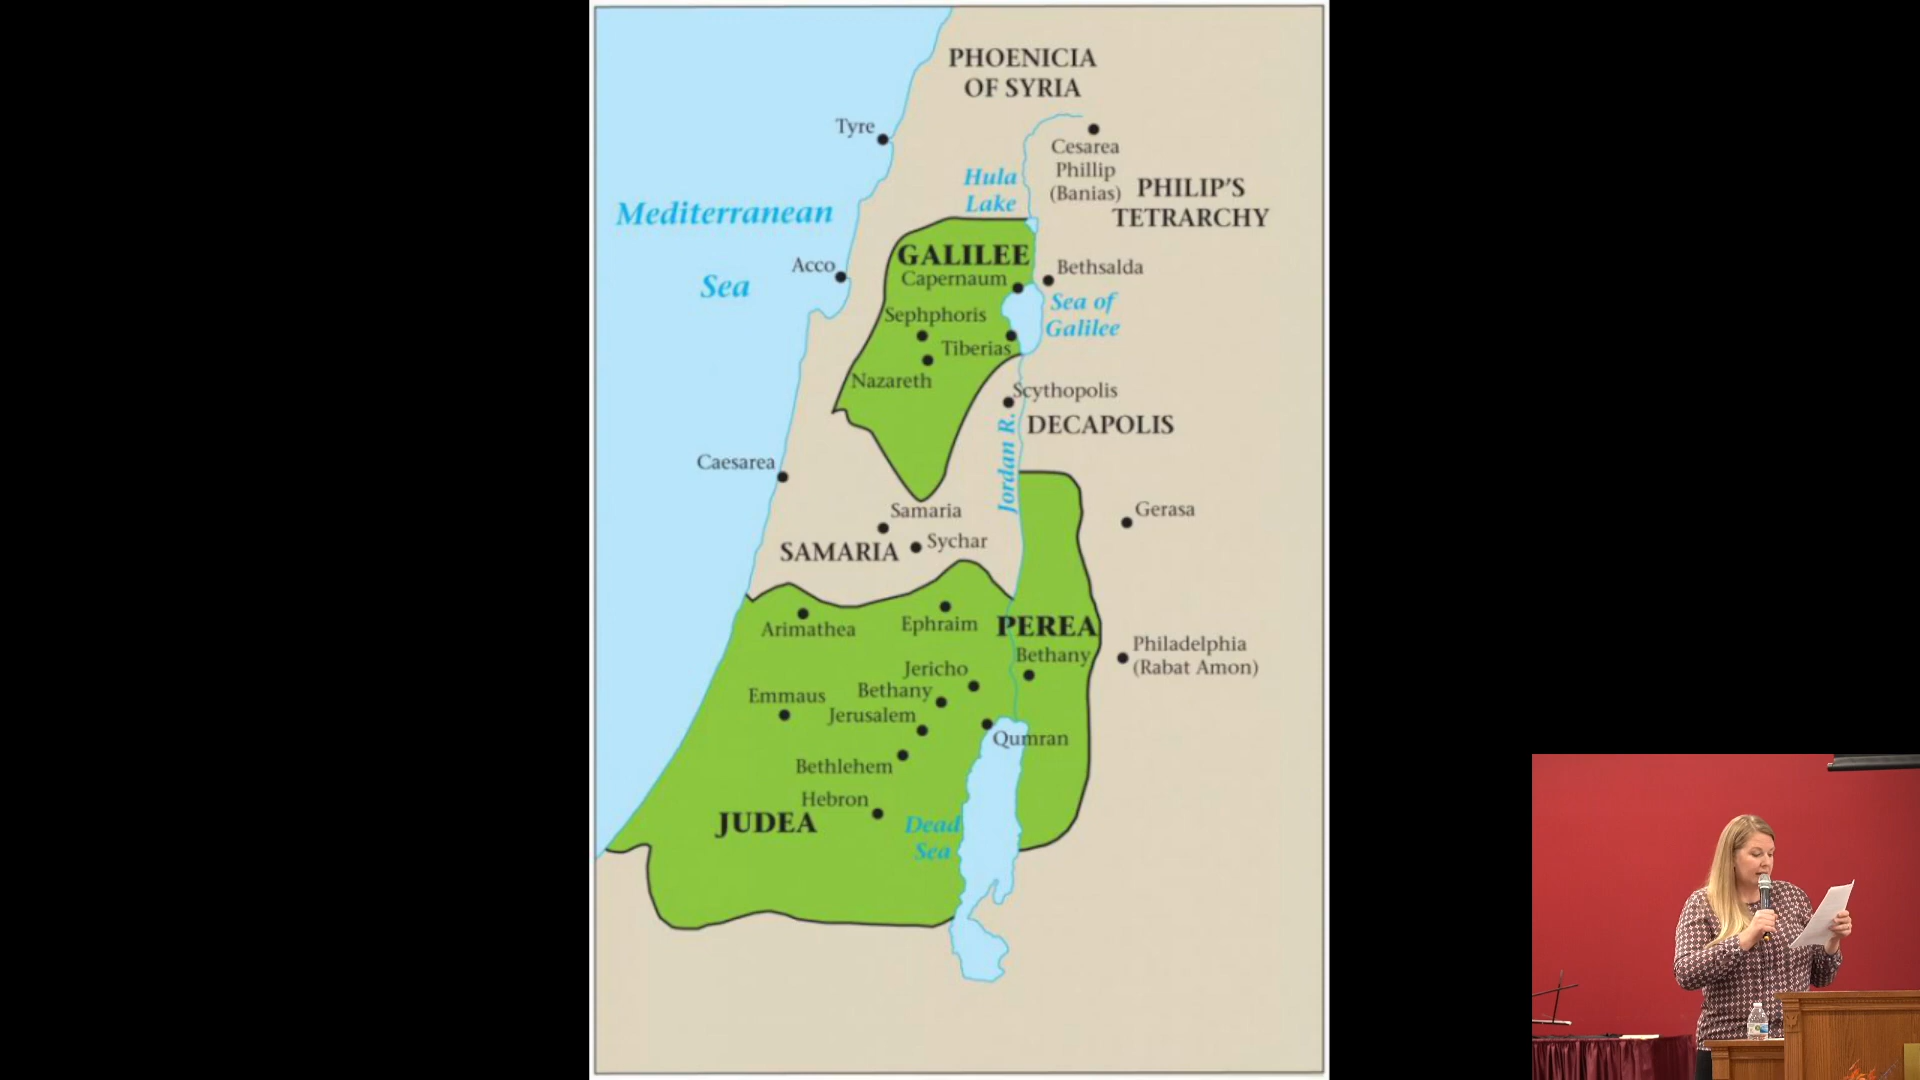 PHOENICIA
OF SYRIA
Tyre
Cesarea
Phillip
(Banias)
Hula
Lake
PHILIP'S
TETRARCHY
Mediterranean
Sea
GALILEE
Acco
Capernaum
Bethsalda
Sea of
Galilee
Sephphoris
Tiberias
Nazareth
Scythopolis
DECAPOLIS
Jordan R.
Caesarea
Samaria
Gerasa
SAMARIA
Sychar
Arimathea
Ephraim
PEREA
Philadelphia
(Rabat Amon)
Bethany
Jericho
Bethany
Emmaus
Jerusalem
Qumran
Bethlehem
Hebron
JUDEA
Dead
Sea